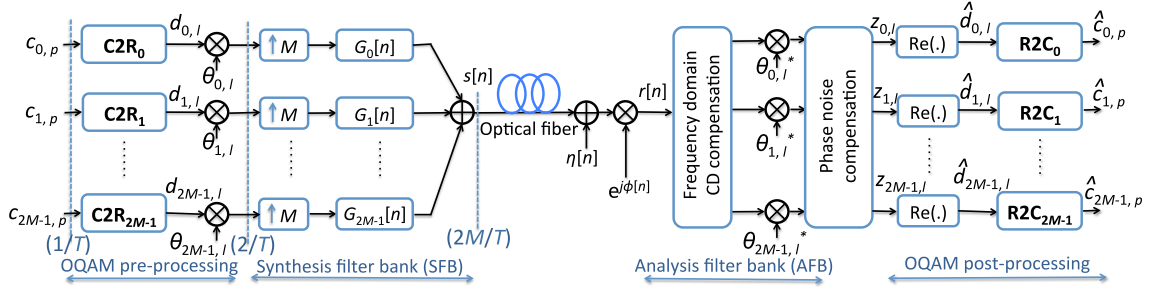 c0, p C2R0 d0, l θ0, l ↑ M G0[n] s[n]
c1, p C2R1 d1, l θ1, l ↑ M G1[n]
c2M-1, p C2R2M-1 d2M-1, l θ2M-1, l ↑ M G2M-1[n]
(1/T) (2/T) (2M/T)
OQAM pre-processing
Synthesis filter bank (SFB)
Optical fiber
η[n]
ejϕ[n]
r[n]
Frequency domain
CD compensation
θ0, l*
θ1, l*
θ2M-1, l*
Phase noise
compensation
z0,l Re(.) d̂0, l R2C0 ĉ0, p
z1,l Re(.) d̂1, l R2C1 ĉ1, p
z2M-1,l Re(.) d̂2M-1, l R2C2M-1 ĉ2M-1, p
Analysis filter bank (AFB)
OQAM post-processing